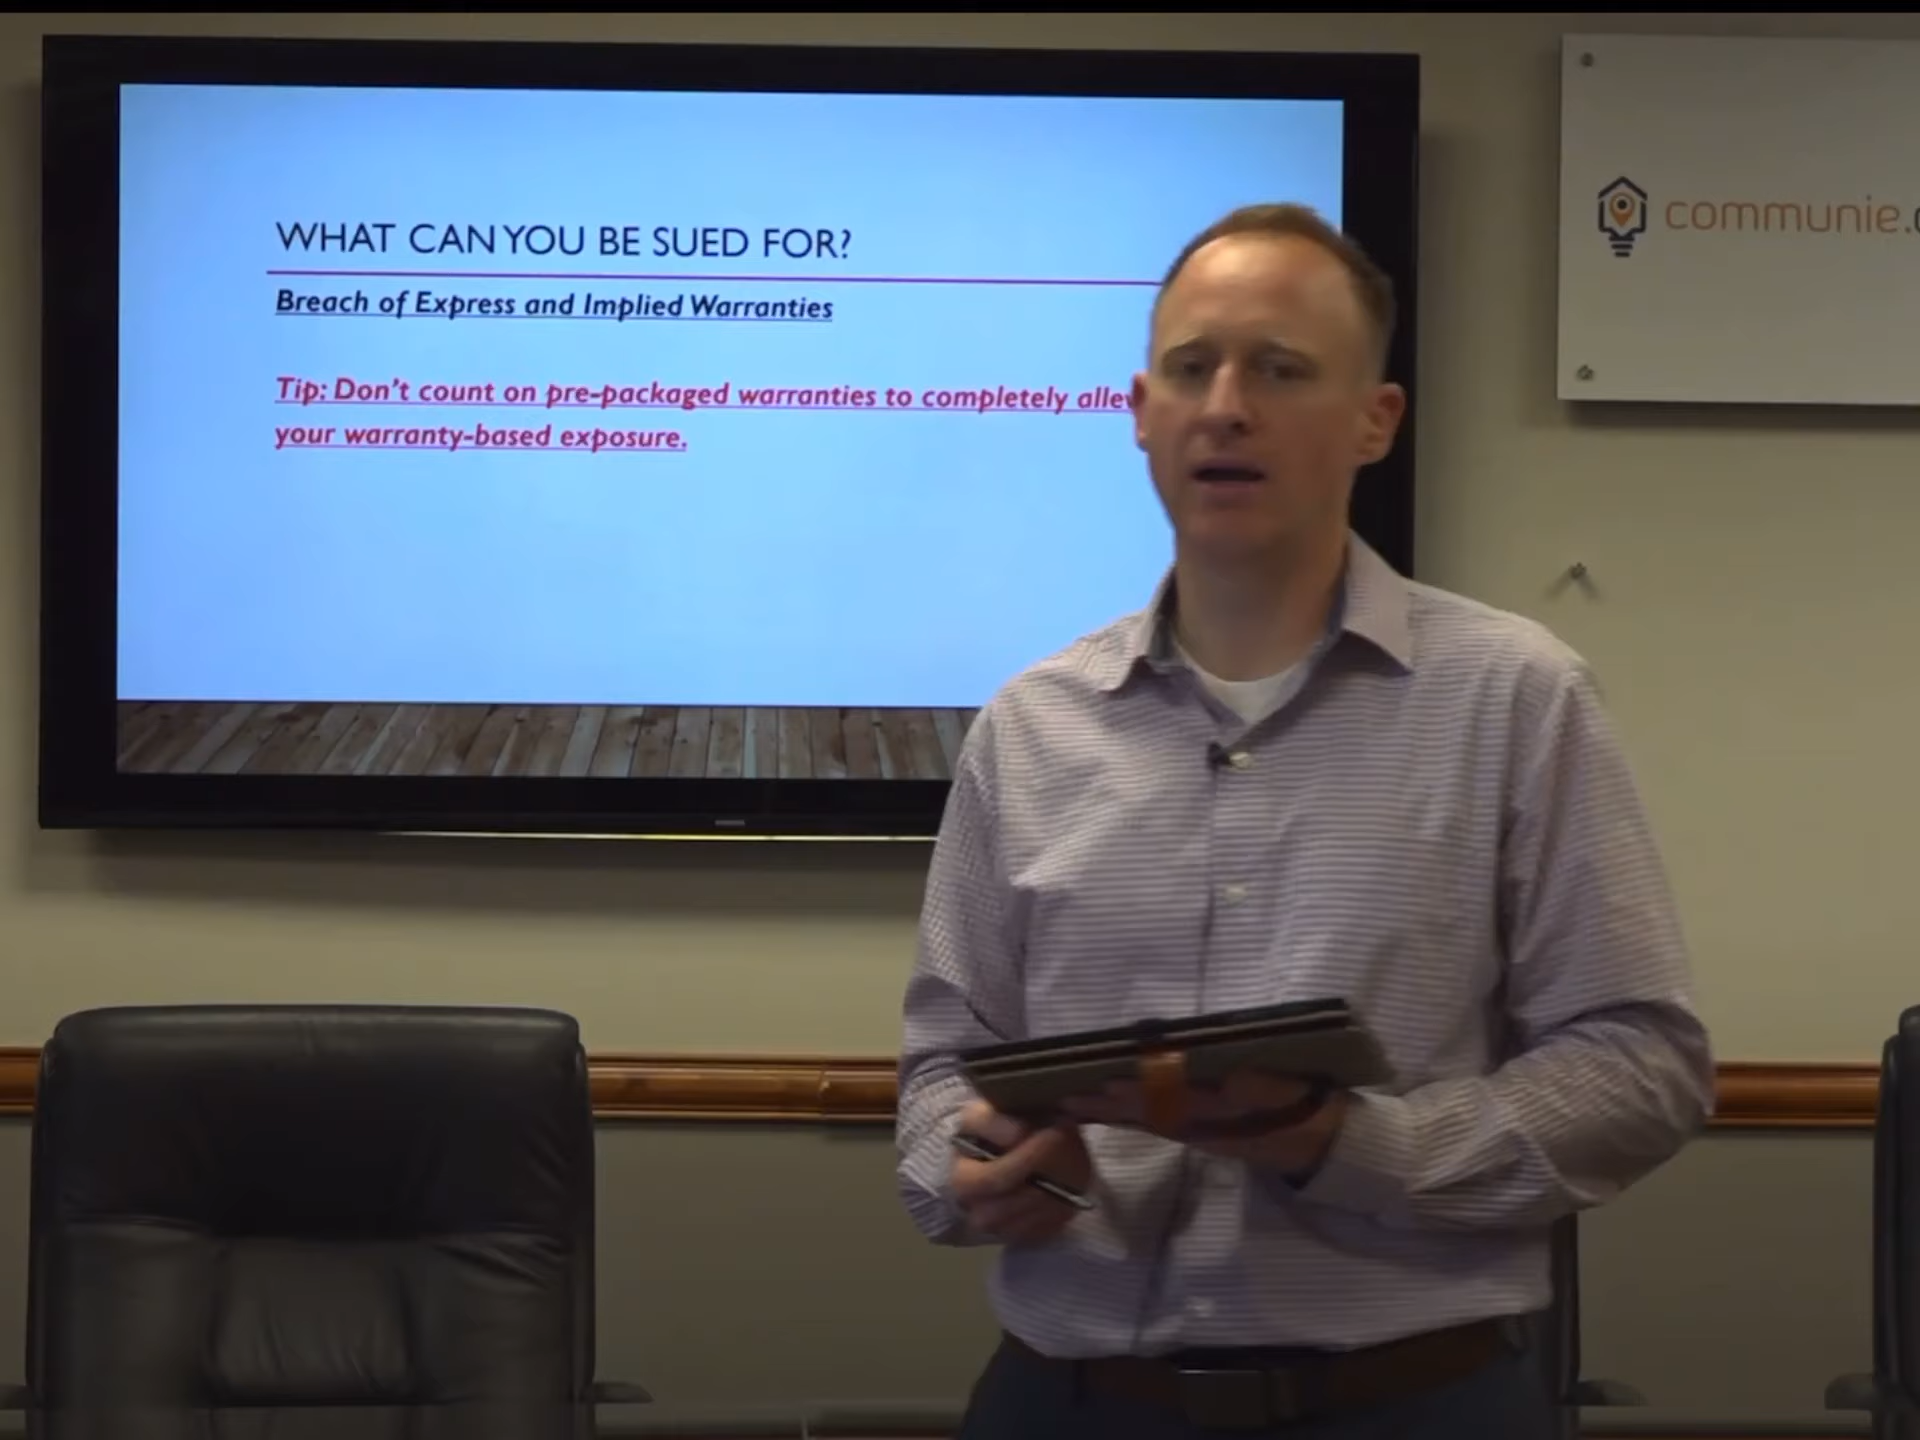 WHAT CAN YOU BE SUED FOR?
Breach of Express and Implied Warranties
Tip: Don't count on pre-packaged warranties to completely
your warranty-based exposure.
communie.